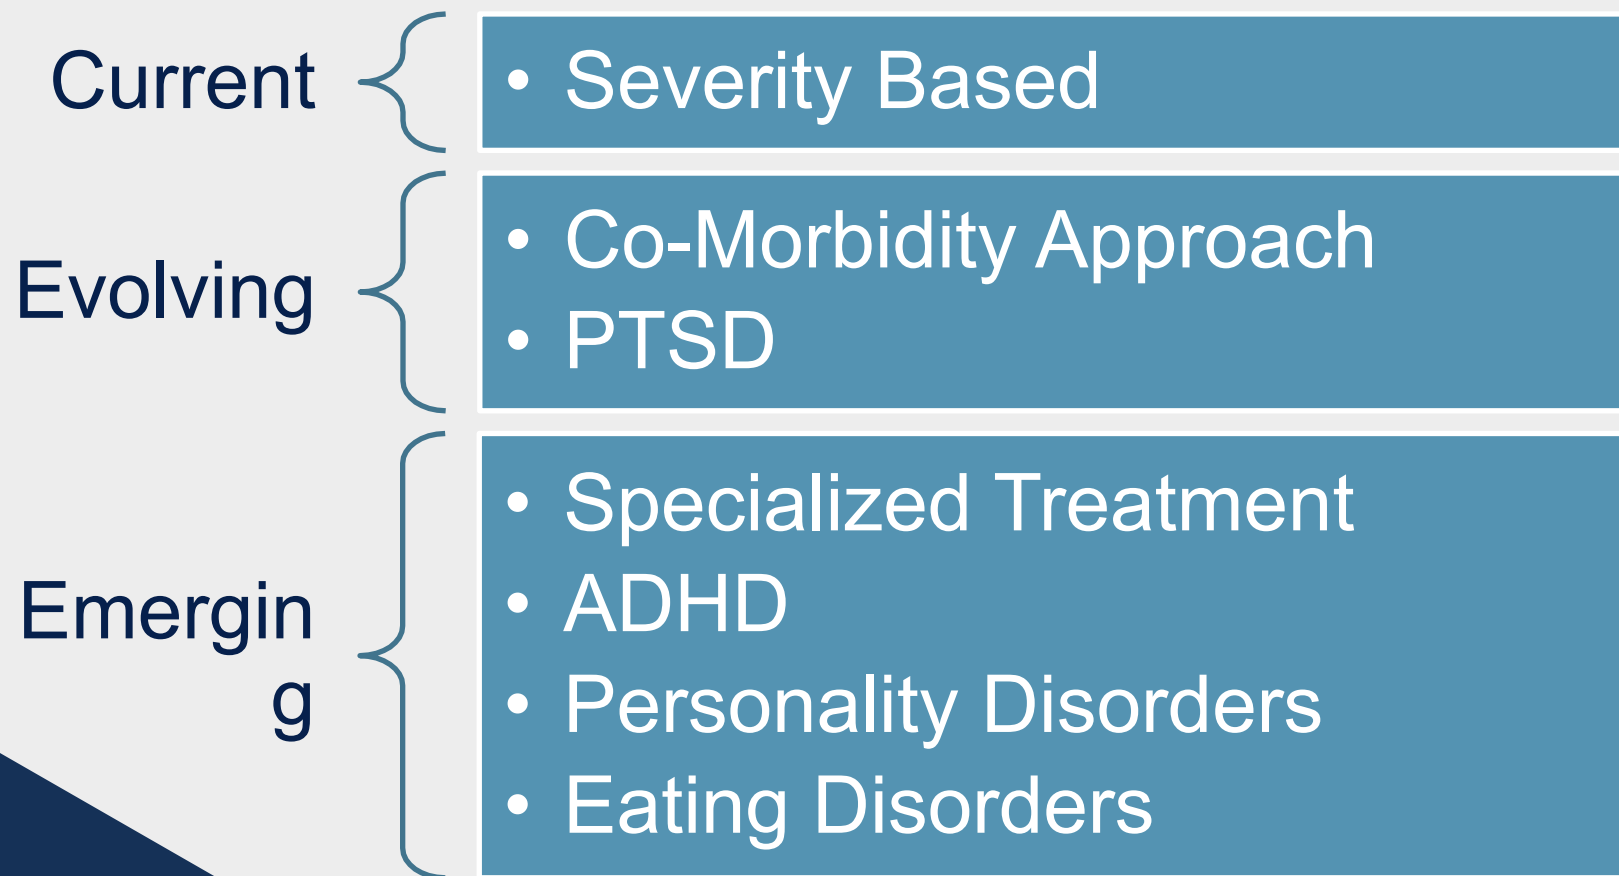 Current
• Severity Based
Evolving
• Co-Morbidity Approach
• PTSD
Emergin
g
• Specialized Treatment
• ADHD
• Personality Disorders
• Eating Disorders